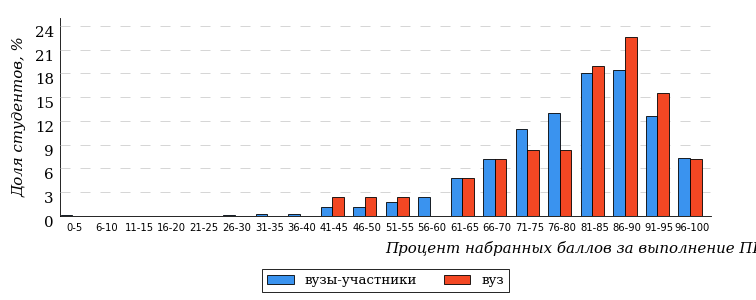 Доля студентов, %
24
21
18
15
12
9
6
3
0
0-5 6-10 11-15 16-20 21-25 26-30 31-35 36-40 41-45 46-50 51-55 56-60 61-65 66-70 71-75 76-80 81-85 86-90 91-95 96-100
Процент набранных баллов за выполнение
вузы-участники вуз